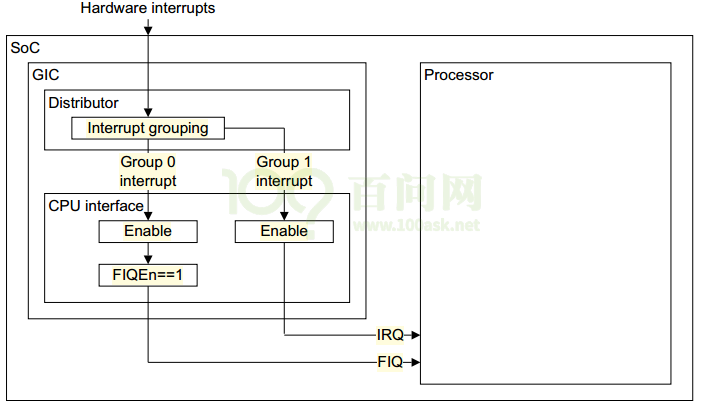 Hardware interrupts
SoC
GIC
Processor
Distributor
Interrupt grouping
Group 0
interrupt
Group 1
interrupt
100 百问网
www.100ask.net
CPU interface
Enable
Enable
FIQEn==1
IRQ
FIQ